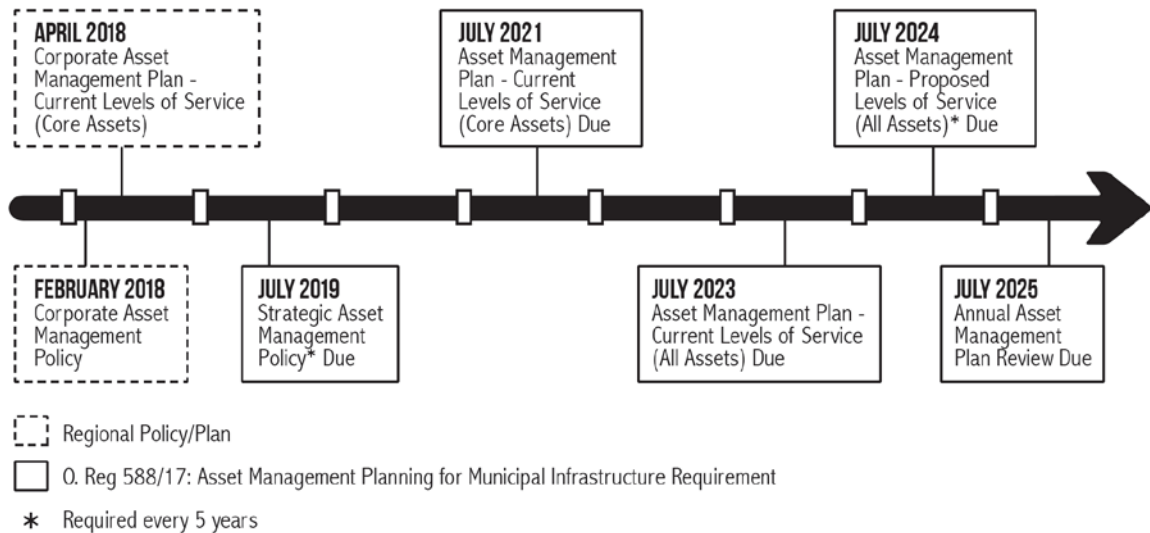 APRIL 2018
Corporate Asset
Management Plan -
Current Levels of Service
(Core Assets)
JULY 2021
Asset Management
Plan - Current
Levels of Service
(Core Assets) Due
JULY 2024
Asset Management
Plan - Proposed
Levels of Service
(All Assets)* Due
FEBRUARY 2018
Corporate Asset
Management
Policy
JULY 2019
Strategic Asset
Management
Policy* Due
JULY 2023
Asset Management Plan -
Current Levels of Service
(All Assets) Due
JULY 2025
Annual Asset
Management
Plan Review Due
Regional Policy/Plan
O. Reg 588/17: Asset Management Planning for Municipal Infrastructure Requirement
* Required every 5 years